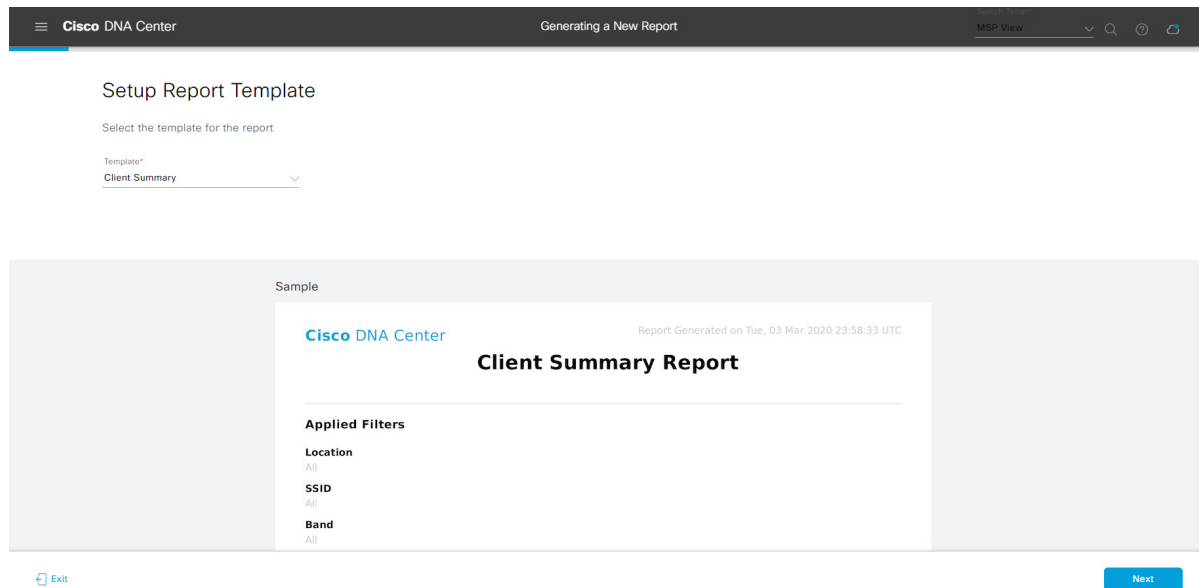 Cisco DNA Center
Generating a New Report
MSP View
Setup Report Template
Select the template for the report
Template*
Client Summary
Sample
Cisco DNA Center
Report Generated on Tue, 03 Mar 2020 23:58:33 UTC
Client Summary Report
Applied Filters
Location
All
SSID
All
Band
All
Exit
Next